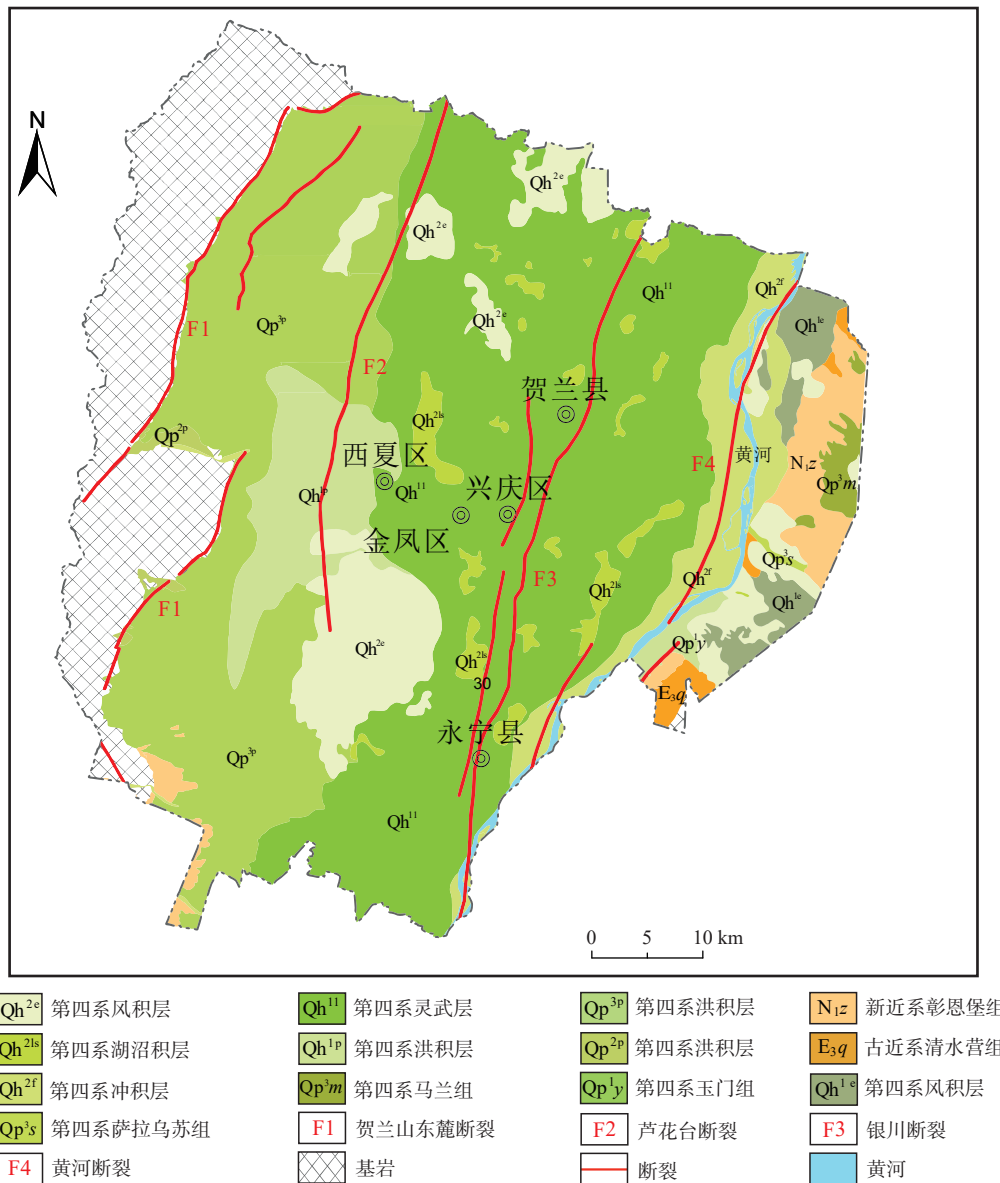 N
Qh²ᵉ
Qh²ᵉ
Qh¹¹
Qh²ᶠ
Qh²ᵉ
Qh¹ᵉ
Qp³ᵖ
F1
F2
贺兰县
Qh²ˡˢ
Qp²ᵖ
西夏区
F4
黄河
N₁z
Qp³m
Qh¹ᵖ
Qh¹¹
兴庆区
金凤区
Qp³s
F3
Qh²ᶠ
F1
Qh²ˡˢ
Qh¹ᵉ
Qh²ᵉ
Qp¹y
Qh²ˡˢ
30
E₃q
永宁县
Qp³ᵖ
Qh¹¹
0 5 10 km
Qh²ᵉ 第四系风积层 Qh¹¹ 第四系灵武层 Qp³ᵖ 第四系洪积层 N₁z 新近系彰恩堡组
Qh²ˡˢ 第四系湖沼积层 Qh¹ᵖ 第四系洪积层 Qp²ᵖ 第四系洪积层 E₃q 古近系清水营组
Qh²ᶠ 第四系冲积层 Qp³m 第四系马兰组 Qp¹y 第四系玉门组 Qh¹ᵉ 第四系风积层
Qp³s 第四系萨拉乌苏组 F1 贺兰山东麓断裂 F2 芦花台断裂 F3 银川断裂
F4 黄河断裂 基岩 断裂 黄河